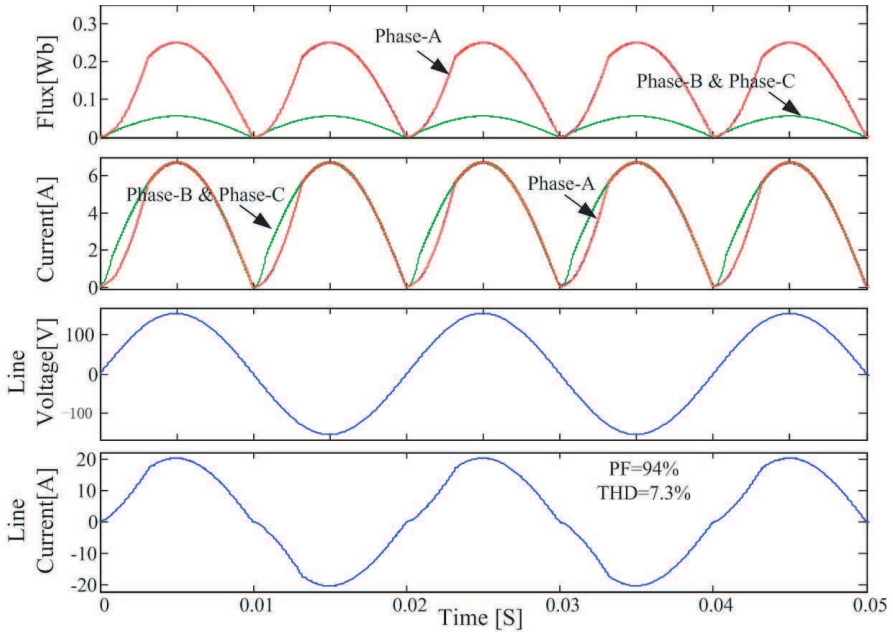 0.3
0.2
0.1
0
Flux[Wb]
Phase-A
Phase-B & Phase-C
6
4
2
0
Current[A]
Phase-B & Phase-C
Phase-A
100
0
-100
Line
Voltage[V]
20
10
0
-10
-20
Line
Current[A]
PF=94%
THD=7.3%
0
0.01
0.02
0.03
0.04
0.05
Time [S]